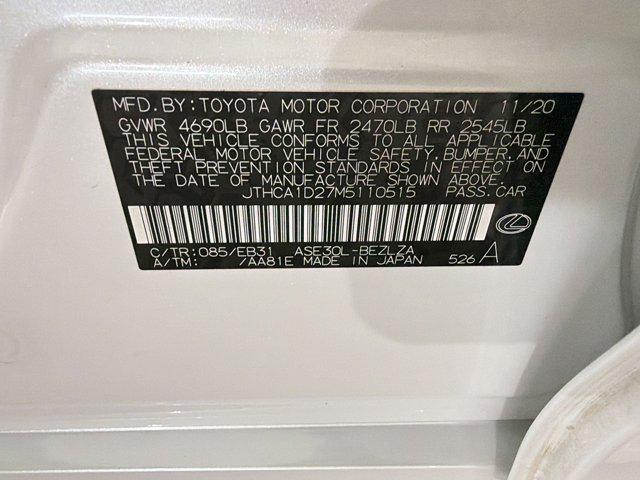 MFD.BY:TOYOTA MOTOR CORPORATION 11/20
GVWR 4690LB GAWR FR 2470LB RR 2545LB
THIS VEHICLE CONFORMS TO ALL APPLICABLE
FEDERAL MOTOR VEHICLE SAFETY,BUMPER,AND
THEFT PREVENTION STANDARDS IN EFFECT ON
THE DATE OF MANUFACTURE SHOWN ABOVE.
JTHCA1D27M5110515 PASS.CAR
C/TR:085/EB31 ASE30L-BEZLZA
A/TM: /AA81E MADE IN JAPAN 526 A